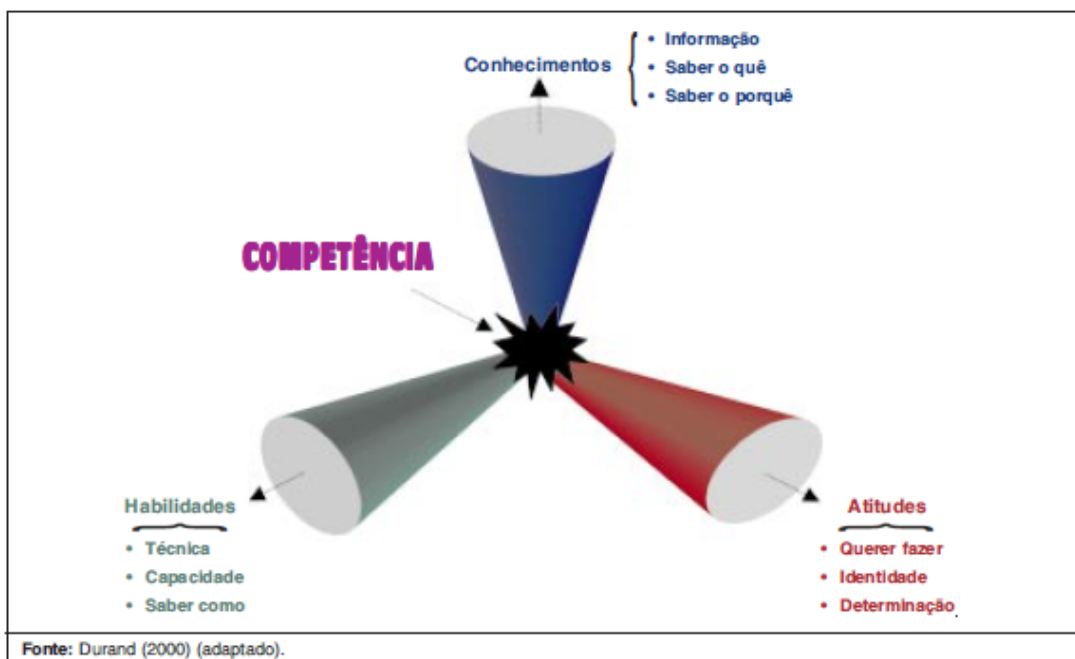 Conhecimentos
• Informação
• Saber o quê
• Saber o porquê
COMPETÊNCIA
Habilidades
• Técnica
• Capacidade
• Saber como
Atitudes
• Querer fazer
• Identidade
• Determinação.
Fonte: Durand (2000) (adaptado).